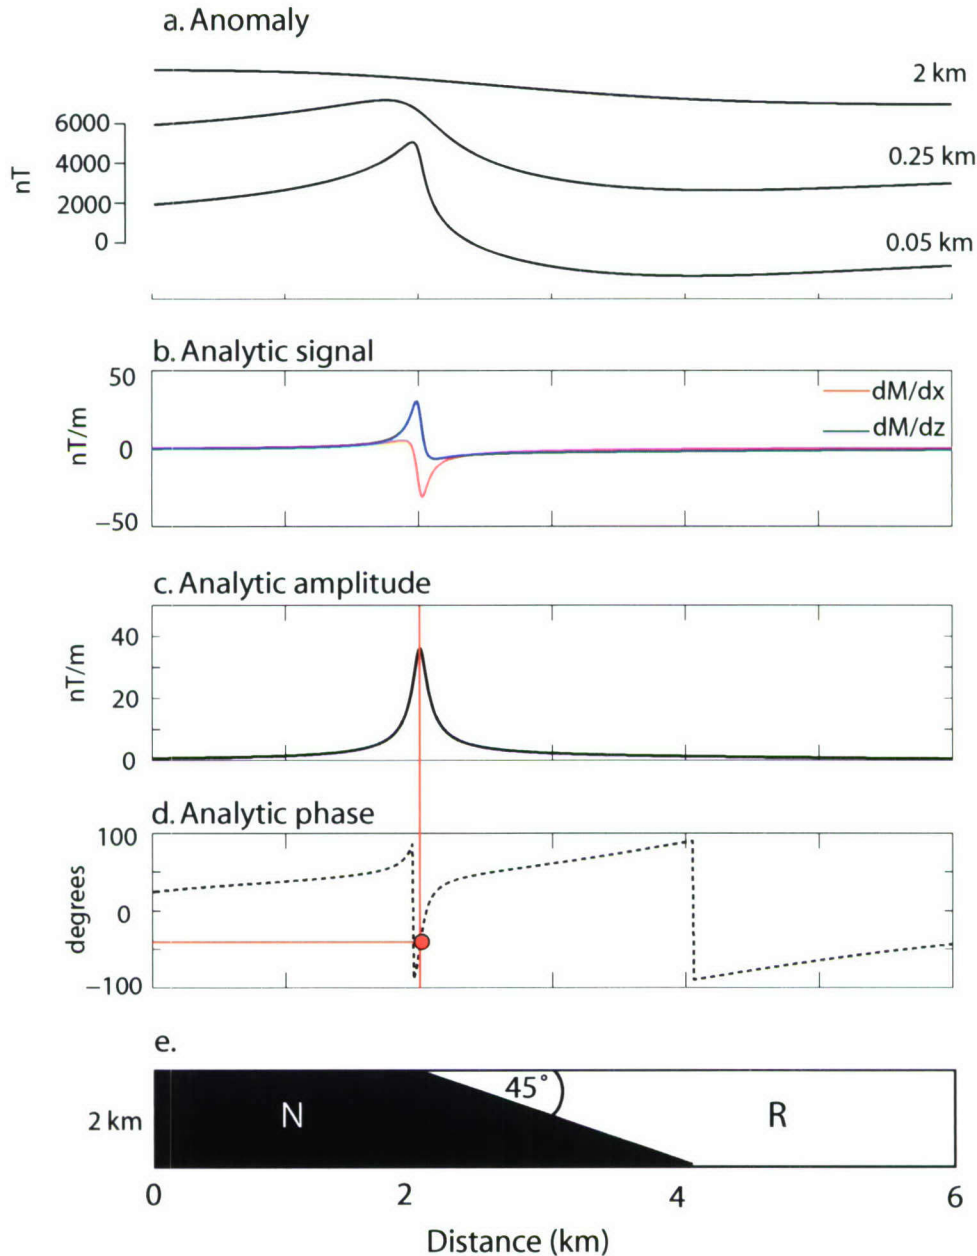 a. Anomaly
2 km
6000
4000
2000
0
nT
0.25 km
0.05 km
b. Analytic signal
50
0
−50
nT/m
dM/dx
dM/dz
c. Analytic amplitude
40
20
0
nT/m
d. Analytic phase
100
0
−100
degrees
e.
2 km
N
45°
R
0
2
4
6
Distance (km)